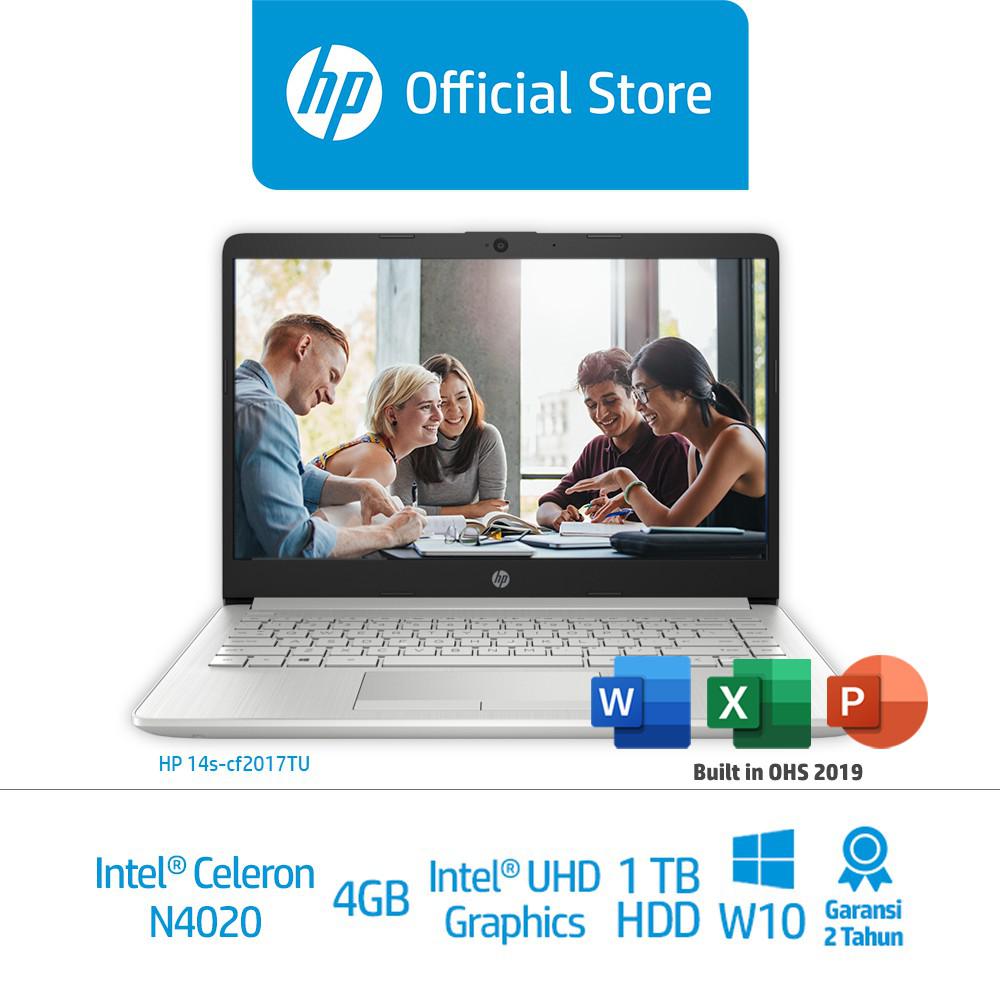 hp Official Store
hp
HP 14s-cf2017TU
W X P
Built in OHS 2019
Intel® Celeron
N4020
4GB
Intel® UHD
Graphics
1 TB
HDD
W10
Garansi
2 Tahun